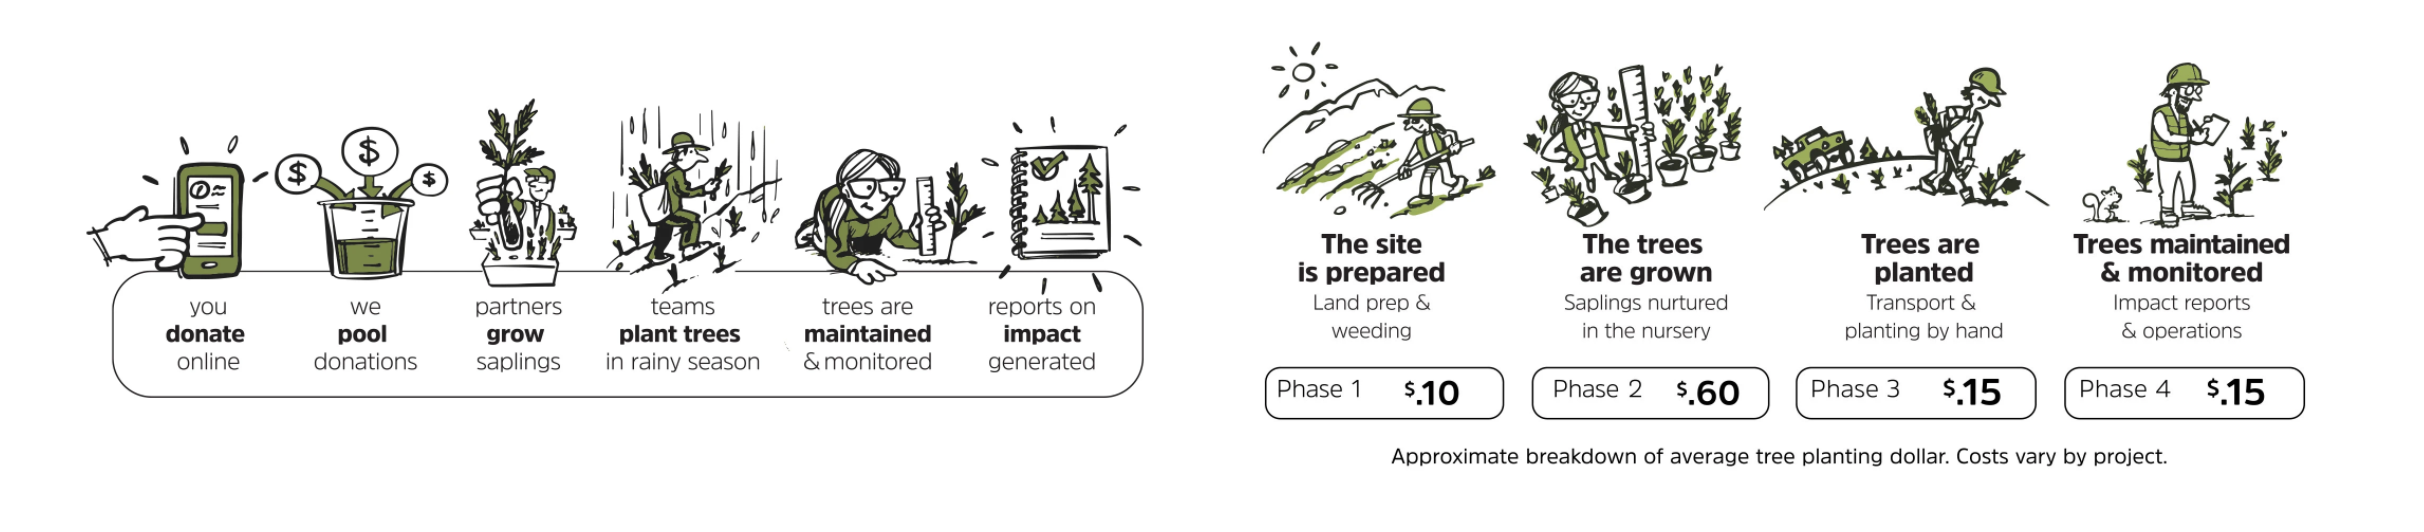 you
donate
online
we
pool
donations
partners
grow
saplings
teams
plant trees
in rainy season
trees are
maintained
& monitored
reports on
impact
generated
The site
is prepared
Land prep &
weeding
Phase 1 $.10
The trees
are grown
Saplings nurtured
in the nursery
Phase 2 $.60
Trees are
planted
Transport &
planting by hand
Phase 3 $.15
Trees maintained
& monitored
Impact reports
& operations
Phase 4 $.15
Approximate breakdown of average tree planting dollar. Costs vary by project.
$
$
$